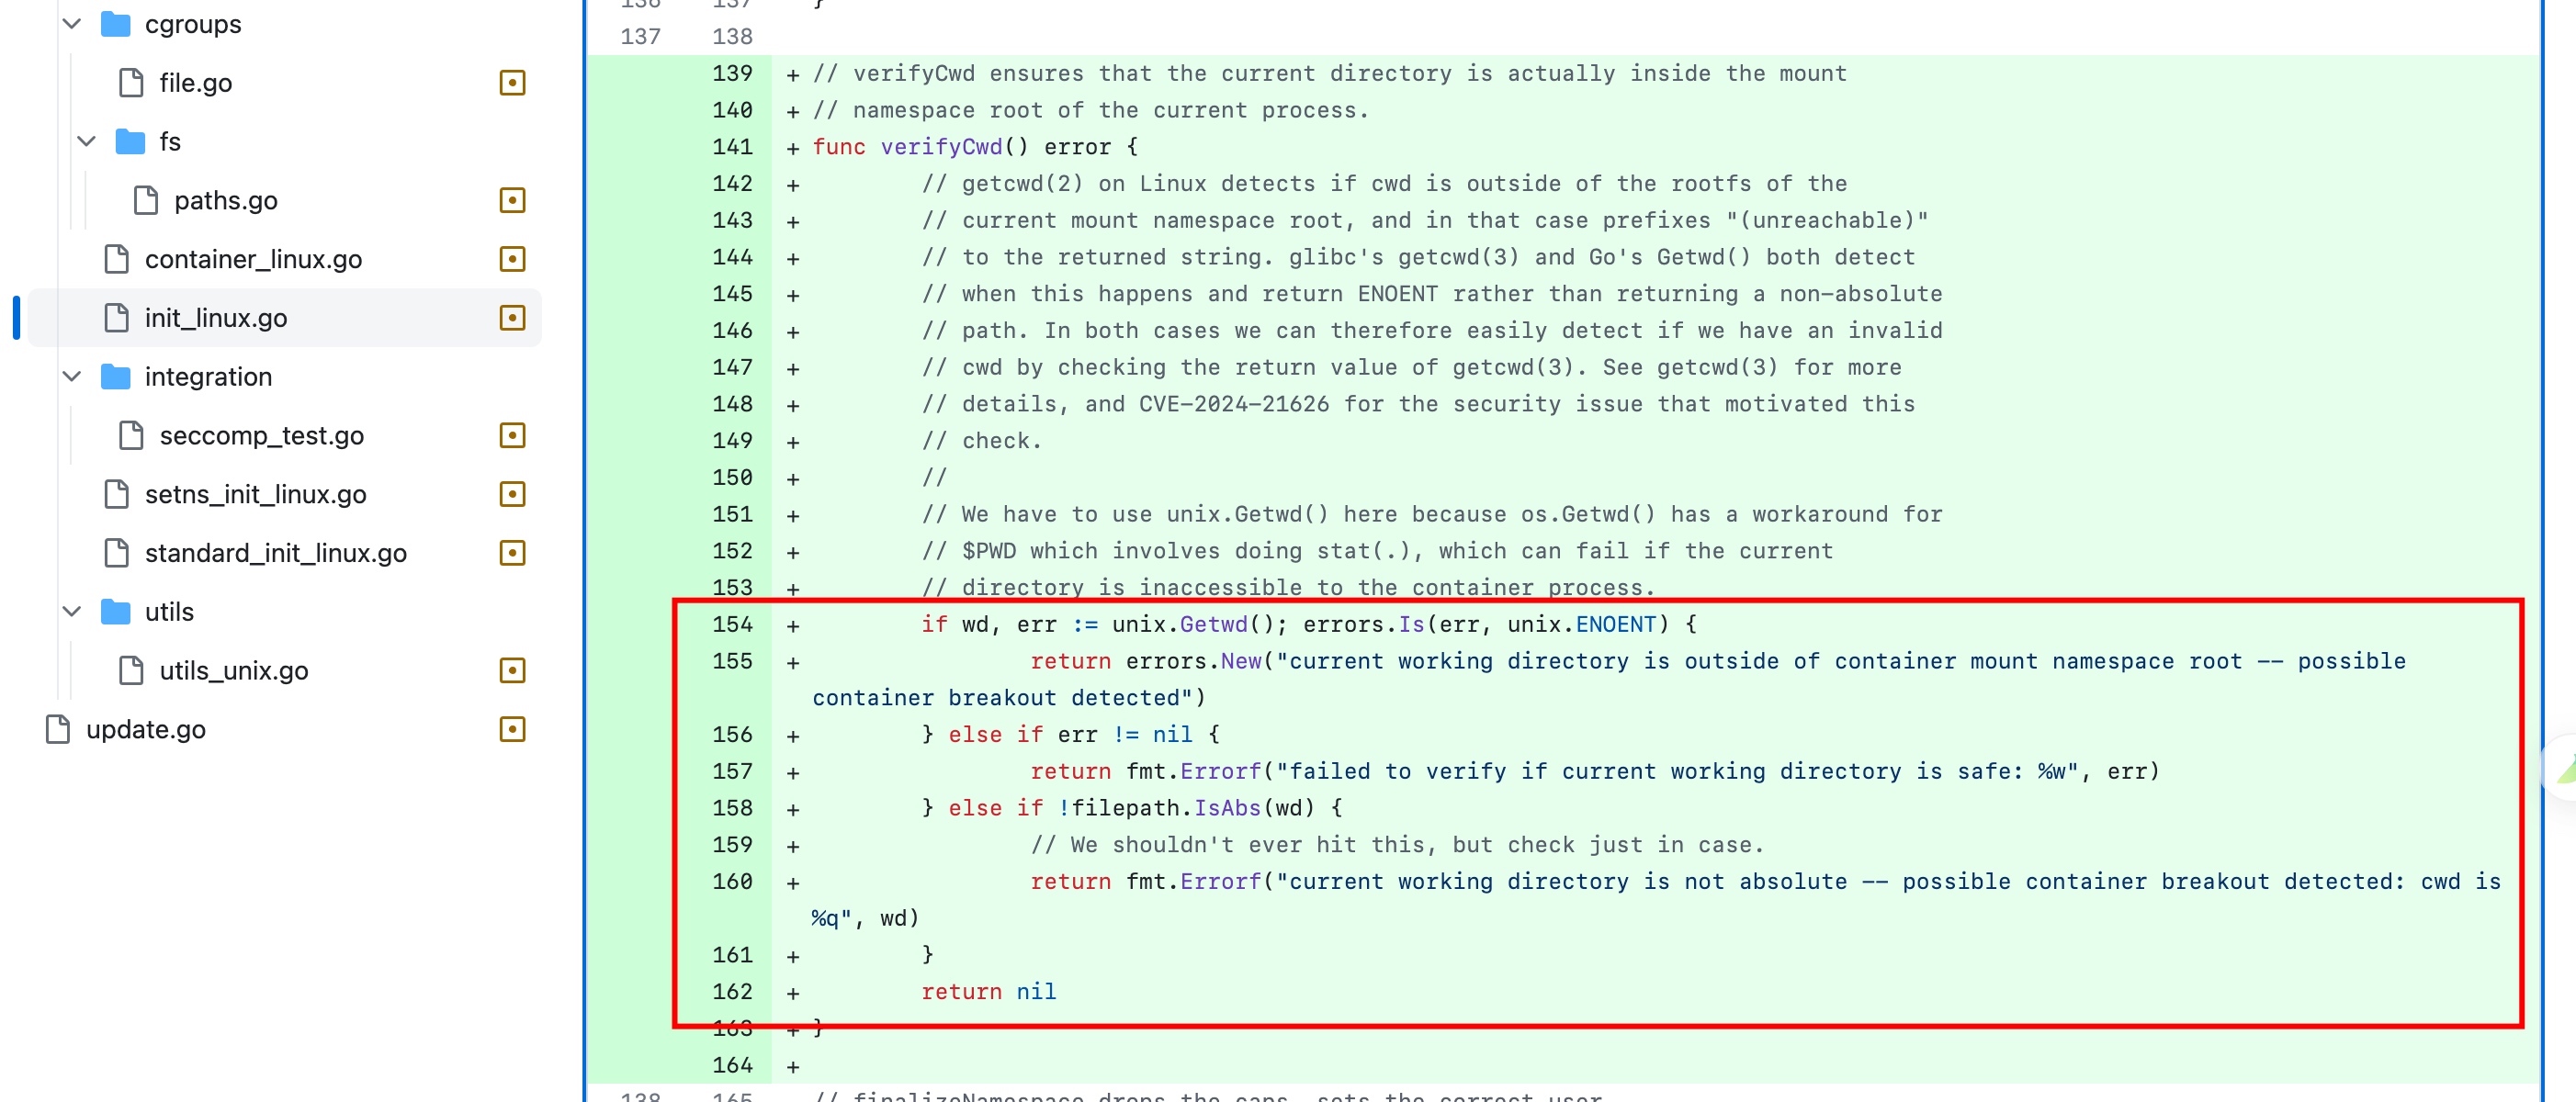 cgroups
file.go
fs
paths.go
container_linux.go
init_linux.go
integration
seccomp_test.go
setns_init_linux.go
standard_init_linux.go
utils
utils_unix.go
update.go
136 137 }
137 138
139 + // verifyCwd ensures that the current directory is actually inside the mount
140 + // namespace root of the current process.
141 + func verifyCwd() error {
142 + // getcwd(2) on Linux detects if cwd is outside of the rootfs of the
143 + // current mount namespace root, and in that case prefixes "(unreachable)"
144 + // to the returned string. glibc's getcwd(3) and Go's Getwd() both detect
145 + // when this happens and return ENOENT rather than returning a non-absolute
146 + // path. In both cases we can therefore easily detect if we have an invalid
147 + // cwd by checking the return value of getcwd(3). See getcwd(3) for more
148 + // details, and CVE-2024-21626 for the security issue that motivated this
149 + // check.
150 + //
151 + // We have to use unix.Getwd() here because os.Getwd() has a workaround for
152 + // $PWD which involves doing stat(.), which can fail if the current
153 + // directory is inaccessible to the container process.
154 + if wd, err := unix.Getwd(); errors.Is(err, unix.ENOENT) {
155 + return errors.New("current working directory is outside of container mount namespace root -- possible
container breakout detected")
156 + } else if err != nil {
157 + return fmt.Errorf("failed to verify if current working directory is safe: %w", err)
158 + } else if !filepath.IsAbs(wd) {
159 + // We shouldn't ever hit this, but check just in case.
160 + return fmt.Errorf("current working directory is not absolute -- possible container breakout detected: cwd is
%q", wd)
161 + }
162 + return nil
163 + }
164 +
138 165 // finalizeNamespace drops the caps, sets the correct user